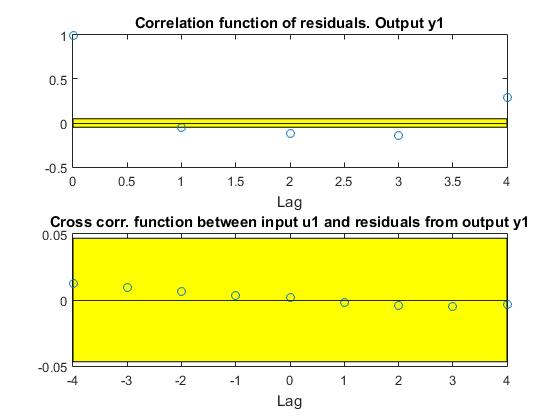 Correlation function of residuals. Output y1
1
0.5
0
-0.5
0 0.5 1 1.5 2 2.5 3 3.5 4
Lag
Cross corr. function between input u1 and residuals from output y1
0.05
0
-0.05
-4 -3 -2 -1 0 1 2 3 4
Lag